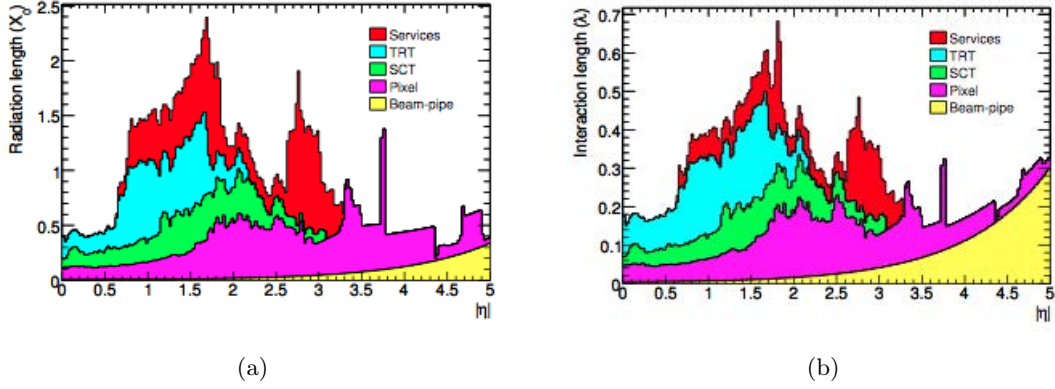 Radiation length (X0)
2.5
2
1.5
1
0.5
0
Services
TRT
SCT
Pixel
Beam-pipe
0 0.5 1 1.5 2 2.5 3 3.5 4 4.5 5
|η|
(a)
Interaction length (λ)
0.7
0.6
0.5
0.4
0.3
0.2
0.1
0
Services
TRT
SCT
Pixel
Beam-pipe
0 0.5 1 1.5 2 2.5 3 3.5 4 4.5 5
|η|
(b)